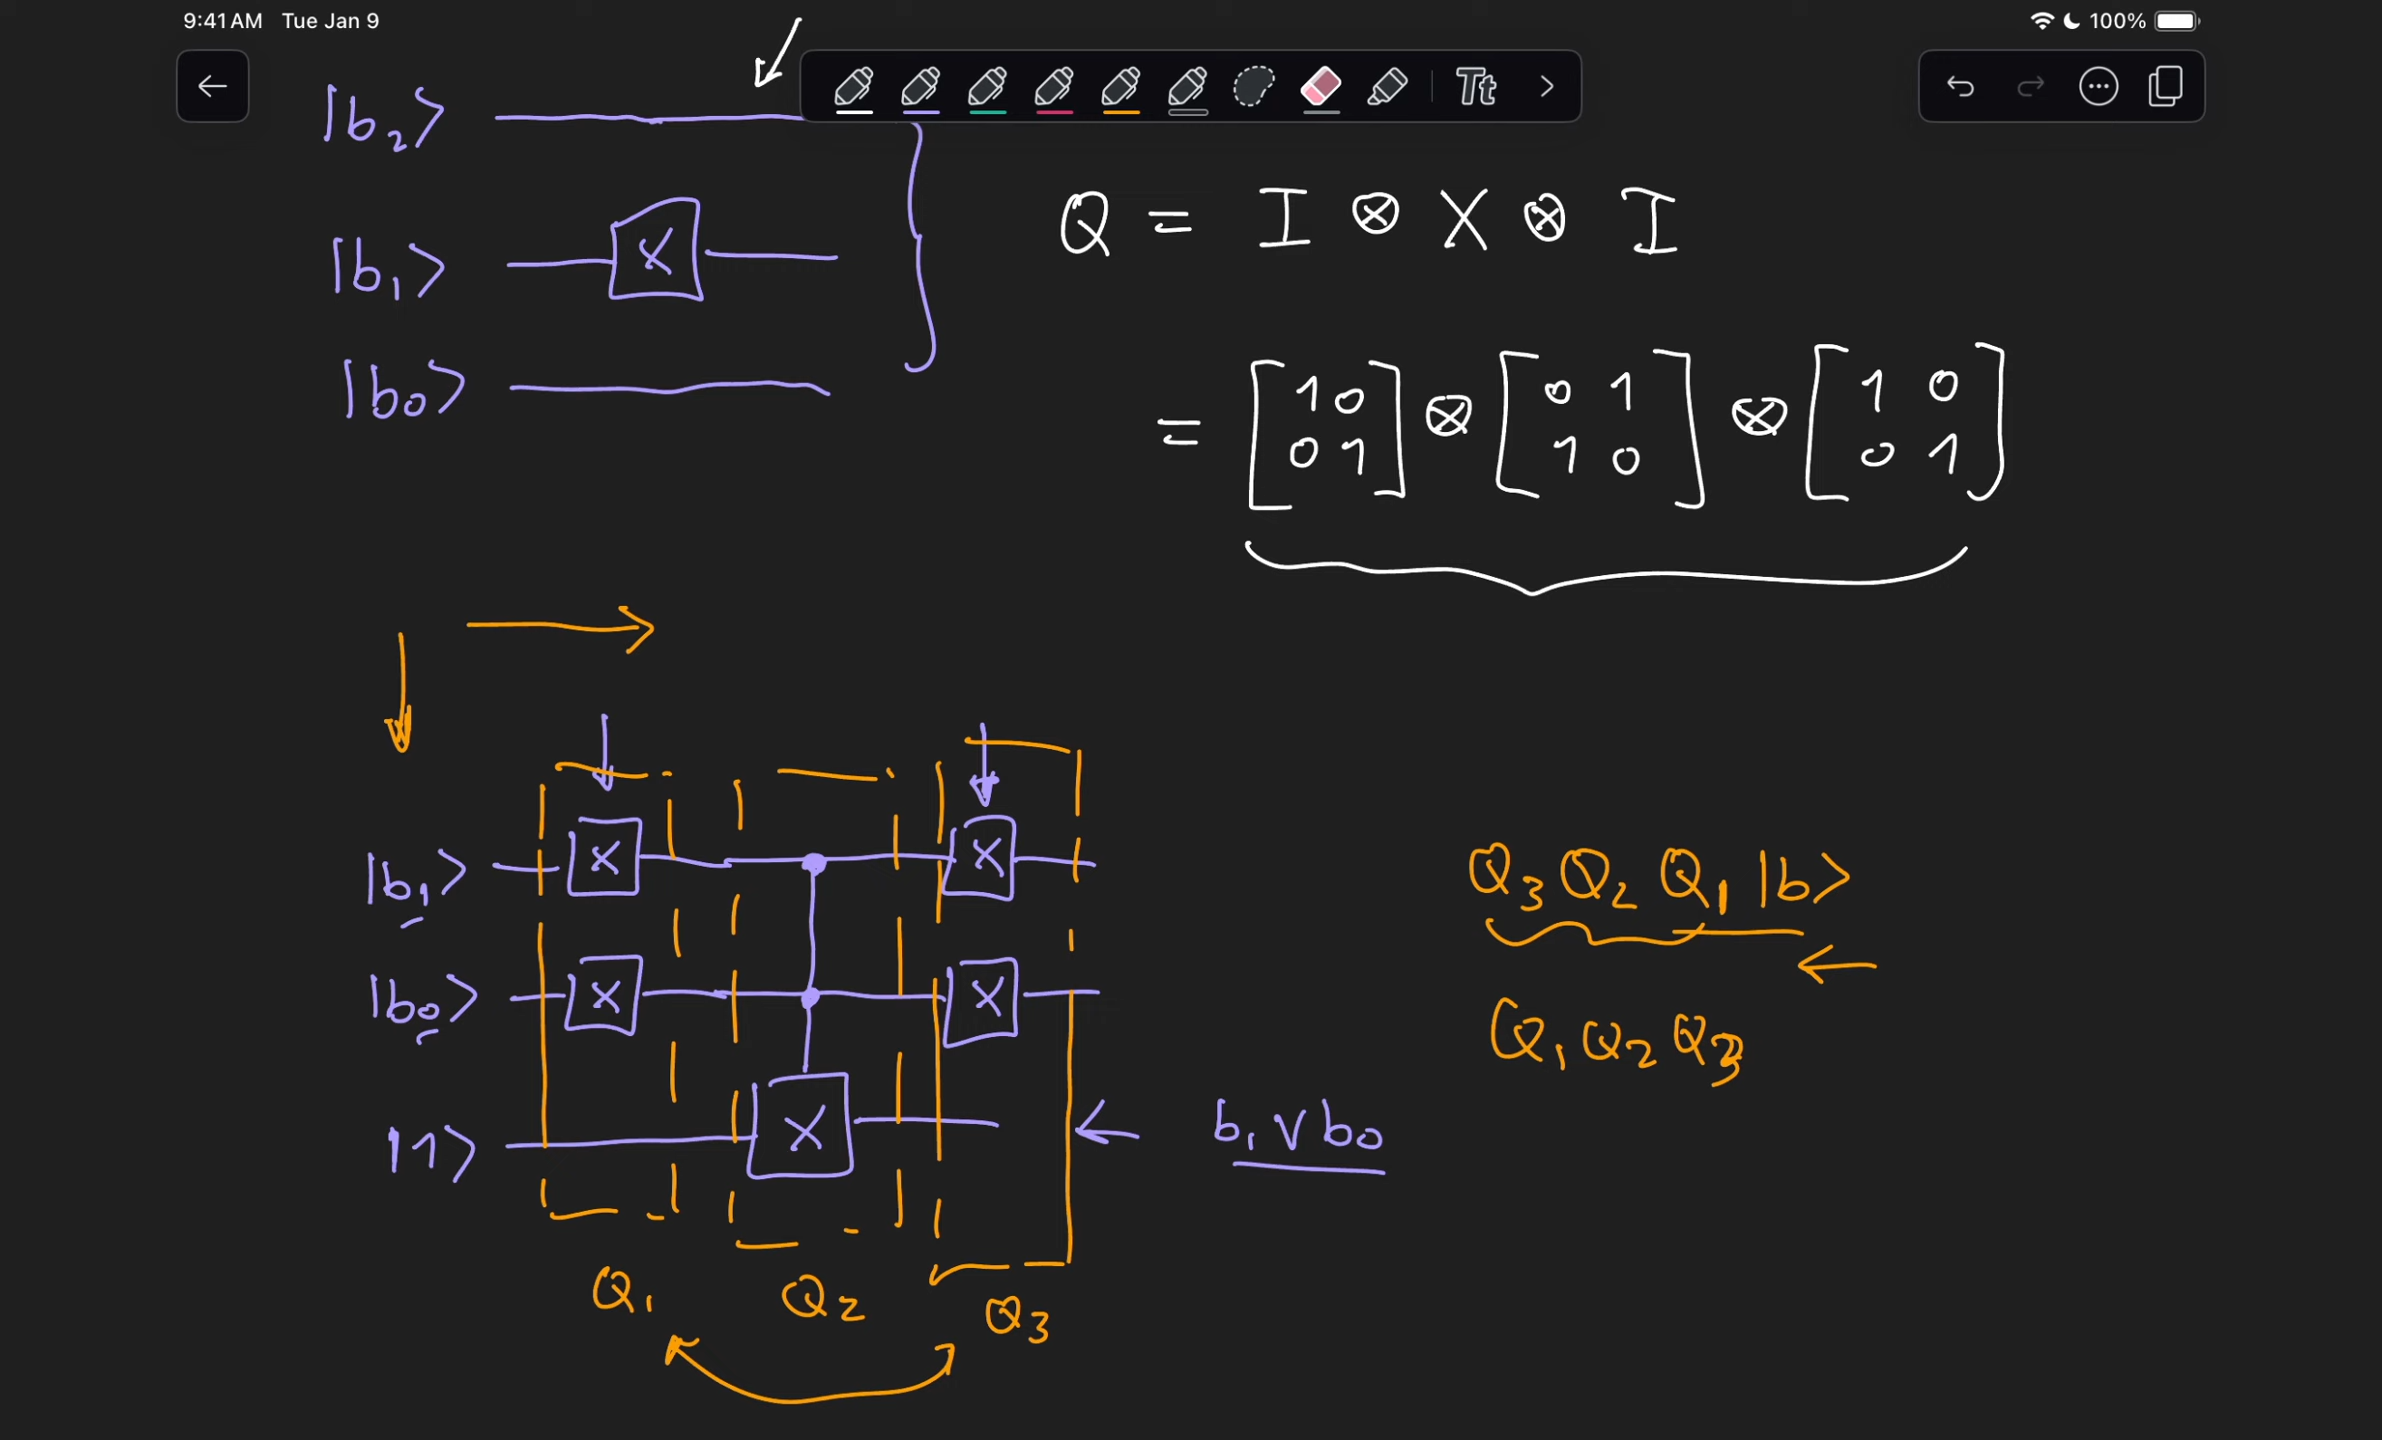 9:41 AM Tue Jan 9
100%
Tt
|b₂⟩
Q = I ⊗ X ⊗ I
|b₁⟩ X
|b₀⟩
= [1 0 0 1] ⊗ [0 1 1 0] ⊗ [1 0 0 1]
|b₁⟩ X X
Q₃ Q₂ Q₁ |b⟩
|b₀⟩ X X
Q₁ Q₂ Q₃
|1⟩ X
b₁ ∨ b₀
Q₁ Q₂ Q₃